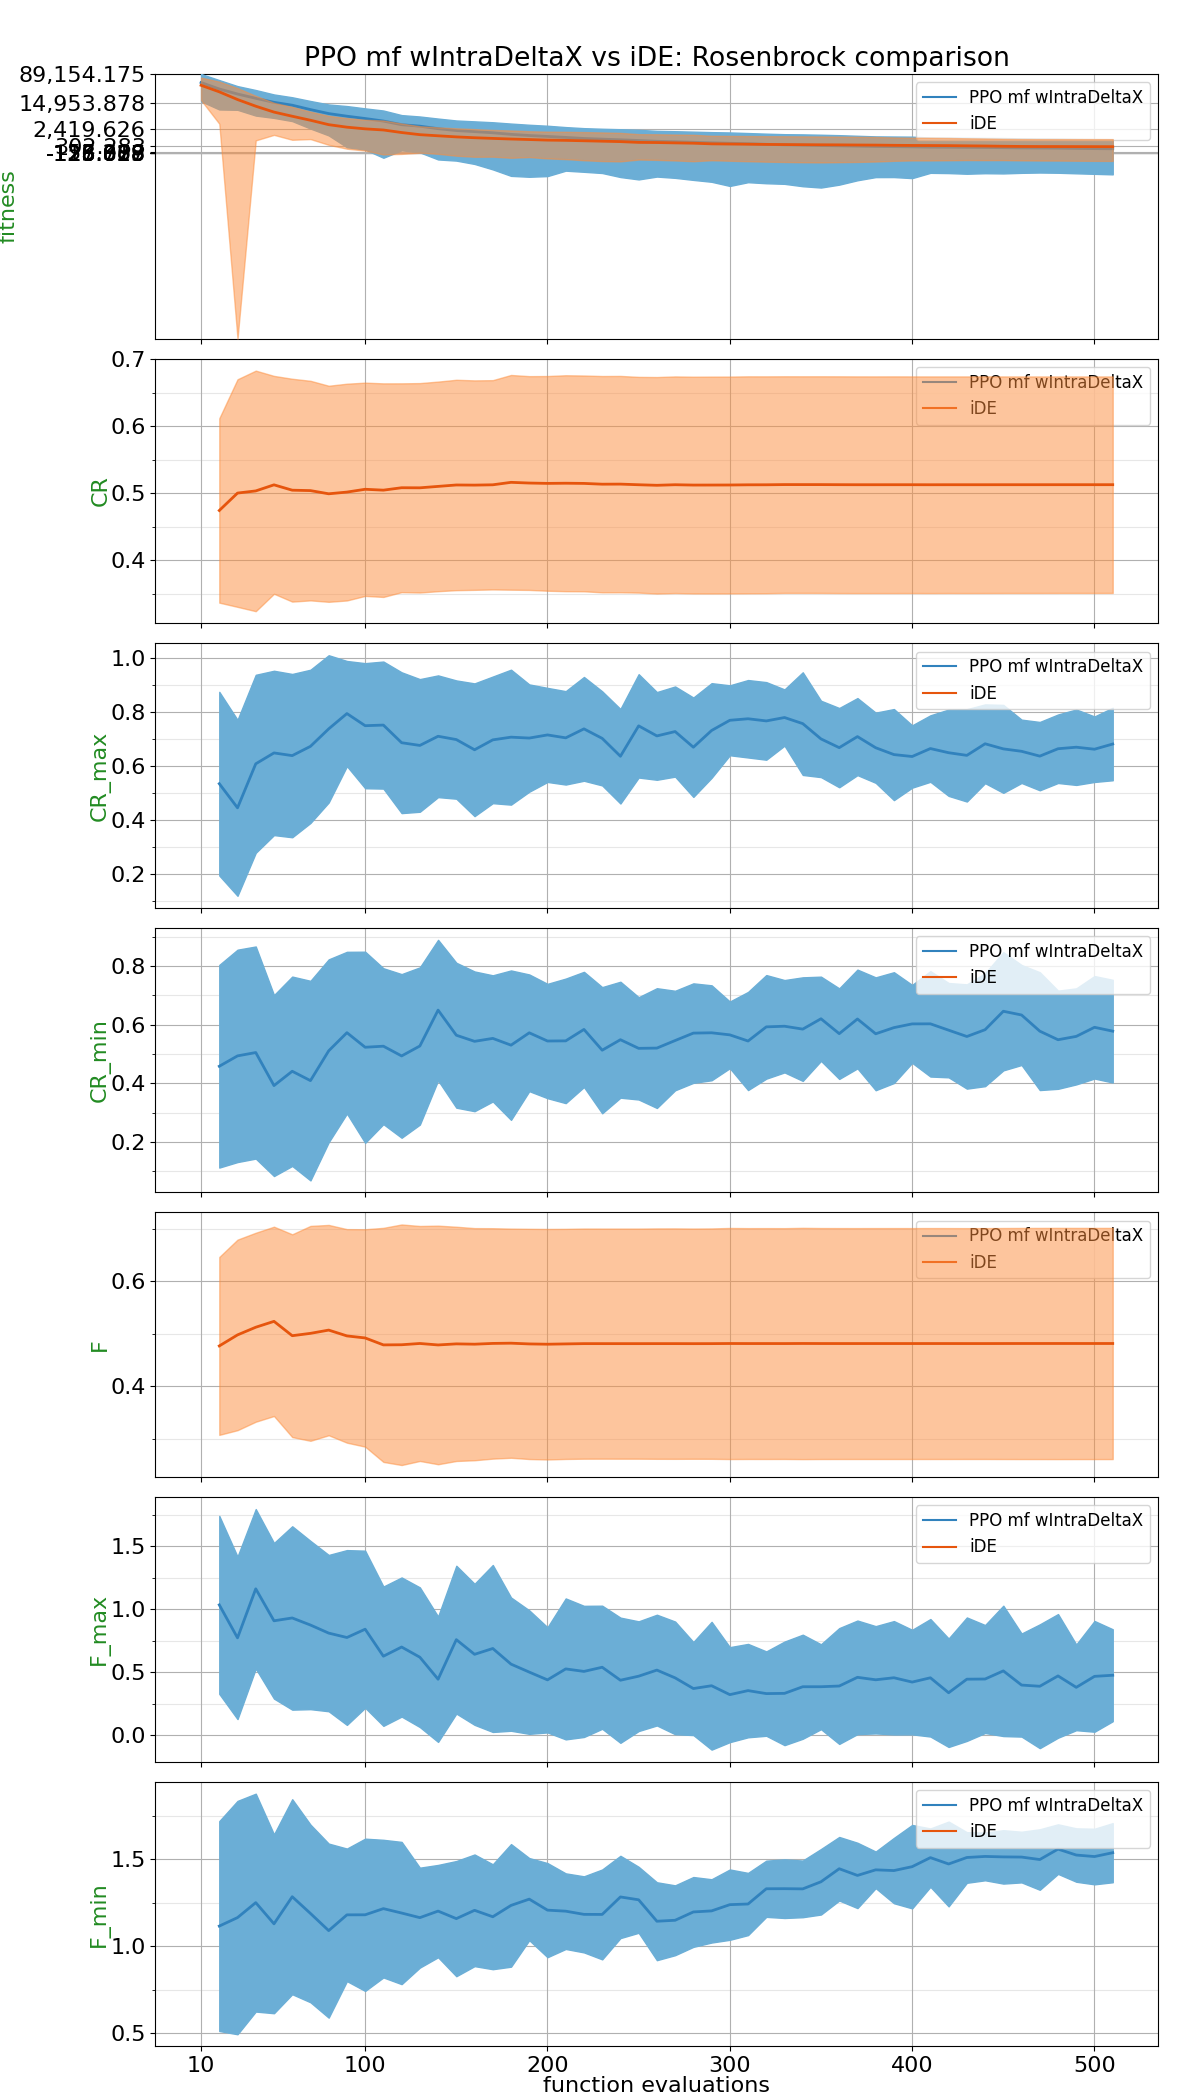 PPO mf wIntraDeltaX vs iDE: Rosenbrock comparison
89,154.175
14,953.878
2,419.626
fitness
PPO mf wIntraDeltaX
iDE
0.7
0.6
0.5
0.4
CR
PPO mf wIntraDeltaX
iDE
1.0
0.8
0.6
0.4
0.2
CR_max
PPO mf wIntraDeltaX
iDE
0.8
0.6
0.4
0.2
CR_min
PPO mf wIntraDeltaX
iDE
0.6
0.4
F
PPO mf wIntraDeltaX
iDE
1.5
1.0
0.5
0.0
F_max
PPO mf wIntraDeltaX
iDE
1.5
1.0
0.5
F_min
PPO mf wIntraDeltaX
iDE
10 100 200 300 400 500
function evaluations